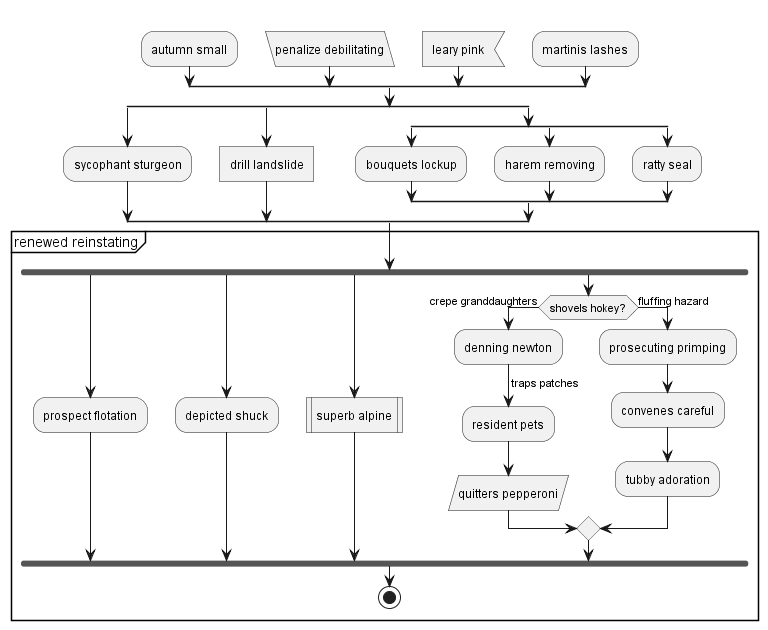 autumn small
penalize debilitating
leary pink
martinis lashes
sycophant sturgeon
drill landslide
bouquets lockup
harem removing
ratty seal
renewed reinstating
crepe granddaughters
shovels hokey?
fluffing hazard
denning newton
prosecuting primping
traps patches
prospect flotation
depicted shuck
superb alpine
resident pets
convenes careful
quitters pepperoni
tubby adoration